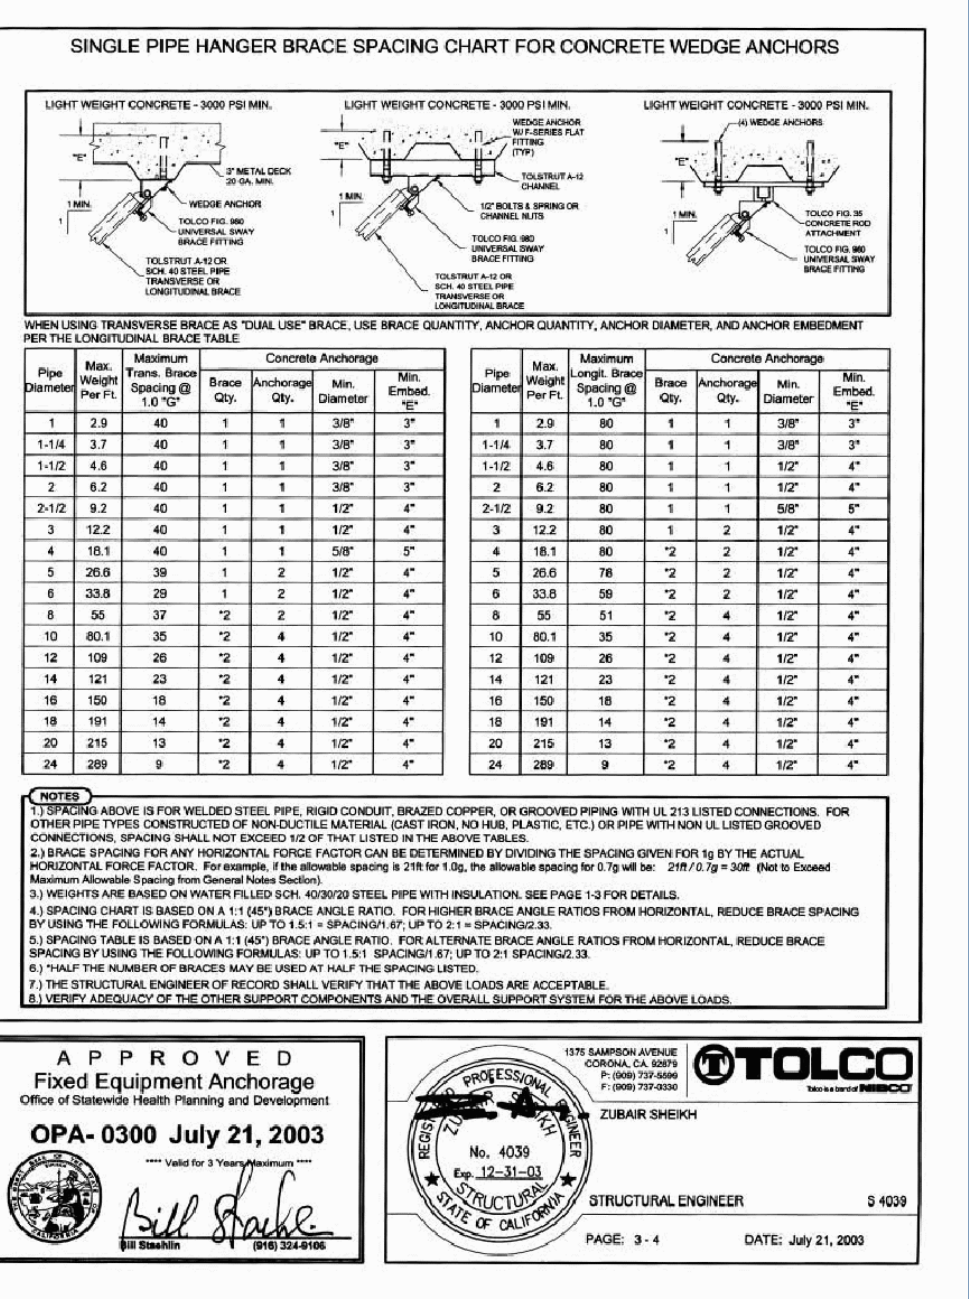 SINGLE PIPE HANGER BRACE SPACING CHART FOR CONCRETE WEDGE ANCHORS
LIGHT WEIGHT CONCRETE - 3000 PSI MIN.
"E"
3" METAL DECK
20 GA. MIN.
1 MIN.
1
WEDGE ANCHOR
TOLCO FIG. 980
UNIVERSAL SWAY
BRACE FITTING
TOLSTRUT A-12 OR
SCH. 40 STEEL PIPE
TRANSVERSE OR
LONGITUDINAL BRACE
LIGHT WEIGHT CONCRETE - 3000 PSI MIN.
WEDGE ANCHOR
W/ F-SERIES FLAT
FITTING
(TYP)
"E"
TOLSTRUT A-12
CHANNEL
1 MIN.
1
1/2" BOLTS & SPRING OR
CHANNEL NUTS
TOLCO FIG. 980
UNIVERSAL SWAY
BRACE FITTING
TOLSTRUT A-12 OR
SCH. 40 STEEL PIPE
TRANSVERSE OR
LONGITUDINAL BRACE
LIGHT WEIGHT CONCRETE - 3000 PSI MIN.
(4) WEDGE ANCHORS
"E"
1 MIN.
1
TOLCO FIG. 35
CONCRETE ROD
ATTACHMENT
TOLCO FIG. 980
UNIVERSAL SWAY
BRACE FITTING
WHEN USING TRANSVERSE BRACE AS "DUAL USE" BRACE, USE BRACE QUANTITY, ANCHOR QUANTITY, ANCHOR DIAMETER, AND ANCHOR EMBEDMENT
PER THE LONGITUDINAL BRACE TABLE
Pipe Diameter Max. Weight Per Ft. Maximum Trans. Brace Spacing @ 1.0 "G" Concrete Anchorage Brace Qty. Anchorage Qty. Min. Diameter Min. Embed. "E"
1 2.9 40 1 1 3/8" 3"
1-1/4 3.7 40 1 1 3/8" 3"
1-1/2 4.6 40 1 1 3/8" 3"
2 6.2 40 1 1 3/8" 3"
2-1/2 9.2 40 1 1 1/2" 4"
3 12.2 40 1 1 1/2" 4"
4 18.1 40 1 1 5/8" 5"
5 26.6 39 1 2 1/2" 4"
6 33.8 29 1 2 1/2" 4"
8 55 37 *2 2 1/2" 4"
10 80.1 35 *2 4 1/2" 4"
12 109 26 *2 4 1/2" 4"
14 121 23 *2 4 1/2" 4"
16 150 18 *2 4 1/2" 4"
18 191 14 *2 4 1/2" 4"
20 215 13 *2 4 1/2" 4"
24 289 9 *2 4 1/2" 4"
Pipe Diameter Max. Weight Per Ft. Maximum Longit. Brace Spacing @ 1.0 "G" Concrete Anchorage Brace Qty. Anchorage Qty. Min. Diameter Min. Embed. "E"
1 2.9 80 1 1 3/8" 3"
1-1/4 3.7 80 1 1 3/8" 3"
1-1/2 4.6 80 1 1 1/2" 4"
2 6.2 80 1 1 1/2" 4"
2-1/2 9.2 80 1 1 5/8" 5"
3 12.2 80 1 2 1/2" 4"
4 18.1 80 *2 2 1/2" 4"
5 26.6 78 *2 2 1/2" 4"
6 33.8 59 *2 2 1/2" 4"
8 55 51 *2 4 1/2" 4"
10 80.1 35 *2 4 1/2" 4"
12 109 26 *2 4 1/2" 4"
14 121 23 *2 4 1/2" 4"
16 150 18 *2 4 1/2" 4"
18 191 14 *2 4 1/2" 4"
20 215 13 *2 4 1/2" 4"
24 289 9 *2 4 1/2" 4"
NOTES
1.) SPACING ABOVE IS FOR WELDED STEEL PIPE, RIGID CONDUIT, BRAZED COPPER, OR GROOVED PIPING WITH UL 213 LISTED CONNECTIONS. FOR
OTHER PIPE TYPES CONSTRUCTED OF NON-DUCTILE MATERIAL (CAST IRON, NO HUB, PLASTIC, ETC.) OR PIPE WITH NON UL LISTED GROOVED
CONNECTIONS, SPACING SHALL NOT EXCEED 1/2 OF THAT LISTED IN THE ABOVE TABLES.
2.) BRACE SPACING FOR ANY HORIZONTAL FORCE FACTOR CAN BE DETERMINED BY DIVIDING THE SPACING GIVEN FOR 1g BY THE ACTUAL
HORIZONTAL FORCE FACTOR. For example, if the allowable spacing is 21ft for 1.0g, the allowable spacing for 0.7g will be: 21ft / 0.7g = 30ft (Not to Exceed
Maximum Allowable Spacing from General Notes Section).
3.) WEIGHTS ARE BASED ON WATER FILLED SCH. 40/30/20 STEEL PIPE WITH INSULATION. SEE PAGE 1-3 FOR DETAILS.
4.) SPACING CHART IS BASED ON A 1:1 (45°) BRACE ANGLE RATIO. FOR HIGHER BRACE ANGLE RATIOS FROM HORIZONTAL, REDUCE BRACE SPACING
BY USING THE FOLLOWING FORMULAS: UP TO 1.5:1 = SPACING/1.67; UP TO 2:1 = SPACING/2.33.
5.) SPACING TABLE IS BASED ON A 1:1 (45°) BRACE ANGLE RATIO. FOR ALTERNATE BRACE ANGLE RATIOS FROM HORIZONTAL, REDUCE BRACE
SPACING BY USING THE FOLLOWING FORMULAS: UP TO 1.5:1 SPACING/1.67; UP TO 2:1 SPACING/2.33.
6.) *HALF THE NUMBER OF BRACES MAY BE USED AT HALF THE SPACING LISTED.
7.) THE STRUCTURAL ENGINEER OF RECORD SHALL VERIFY THAT THE ABOVE LOADS ARE ACCEPTABLE.
8.) VERIFY ADEQUACY OF THE OTHER SUPPORT COMPONENTS AND THE OVERALL SUPPORT SYSTEM FOR THE ABOVE LOADS.
APPROVED
Fixed Equipment Anchorage
Office of Statewide Health Planning and Development
OPA- 0300 July 21, 2003
**** Valid for 3 Years Maximum ****
Bill Staehlin
Bill Staehlin (916) 324-9106
REGISTERED PROFESSIONAL ENGINEER
ZUBAIR SHEIKH
No. 4039
Exp. 12-31-03
STRUCTURAL
STATE OF CALIFORNIA
1375 SAMPSON AVENUE
CORONA, CA. 92879
P: (909) 737-5599
F: (909) 737-0330
TOLCO
Tolco is a brand of NIBCO
ZUBAIR SHEIKH
STRUCTURAL ENGINEER S 4039
PAGE: 3 - 4 DATE: July 21, 2003